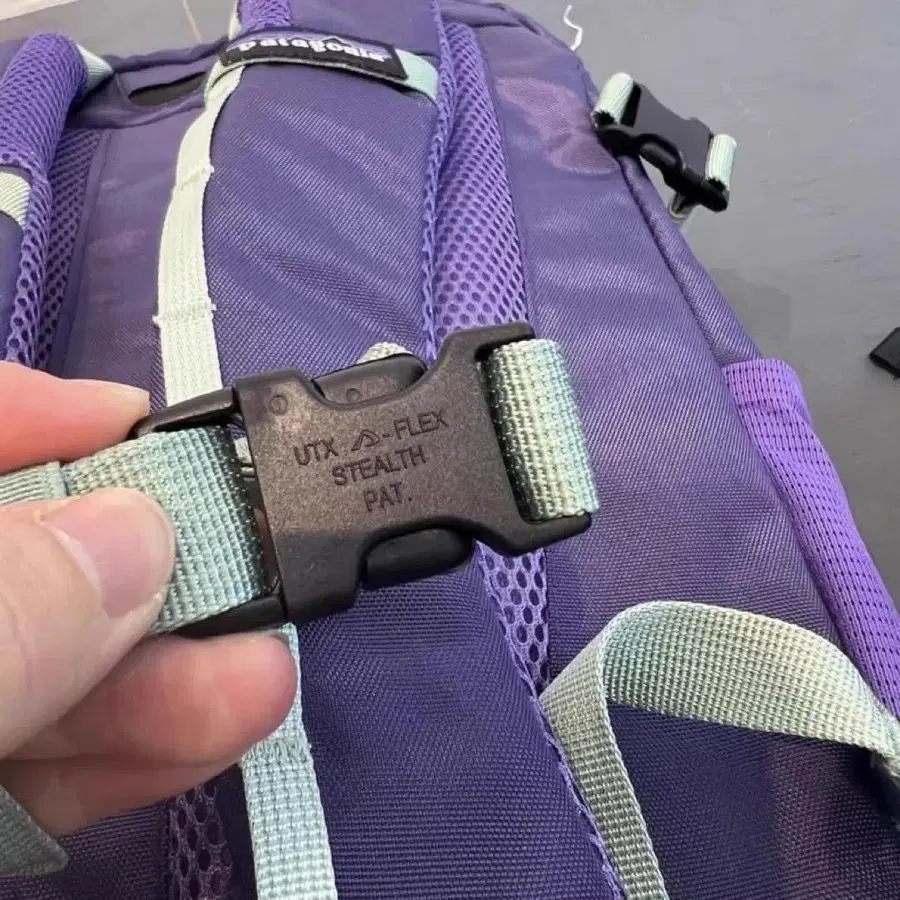 patagonia
UTX -FLEX
STEALTH
PAT.